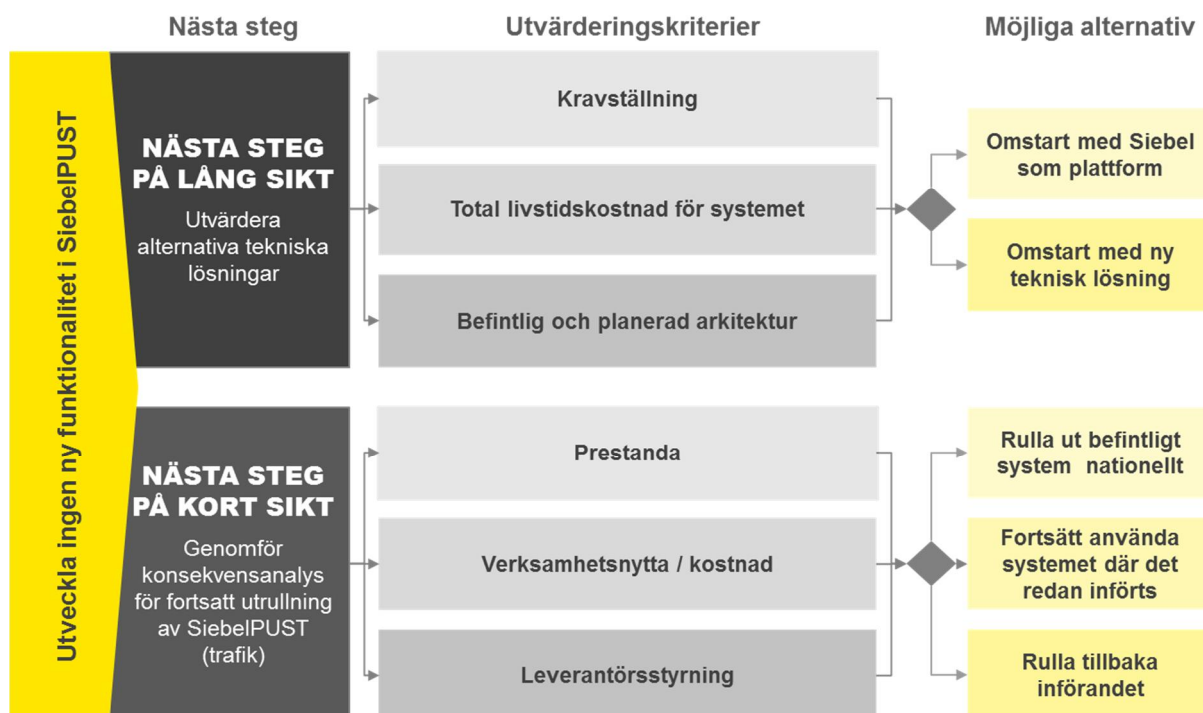 Nästa steg
Utvärderingskriterier
Möjliga alternativ
Utveckla ingen ny funktionalitet i SiebelPUST
NÄSTA STEG
PÅ LÅNG SIKT
Utvärdera
alternativa tekniska
lösningar
Kravställning
Total livstidskostnad för systemet
Befintlig och planerad arkitektur
Omstart med Siebel
som plattform
Omstart med ny
teknisk lösning
NÄSTA STEG
PÅ KORT SIKT
Genomför
konsekvensanalys
för fortsatt utrullning
av SiebelPUST
(trafik)
Prestanda
Verksamhetsnytta / kostnad
Leverantörsstyrning
Rulla ut befintligt
system nationellt
Fortsätt använda
systemet där det
redan införts
Rulla tillbaka
införandet